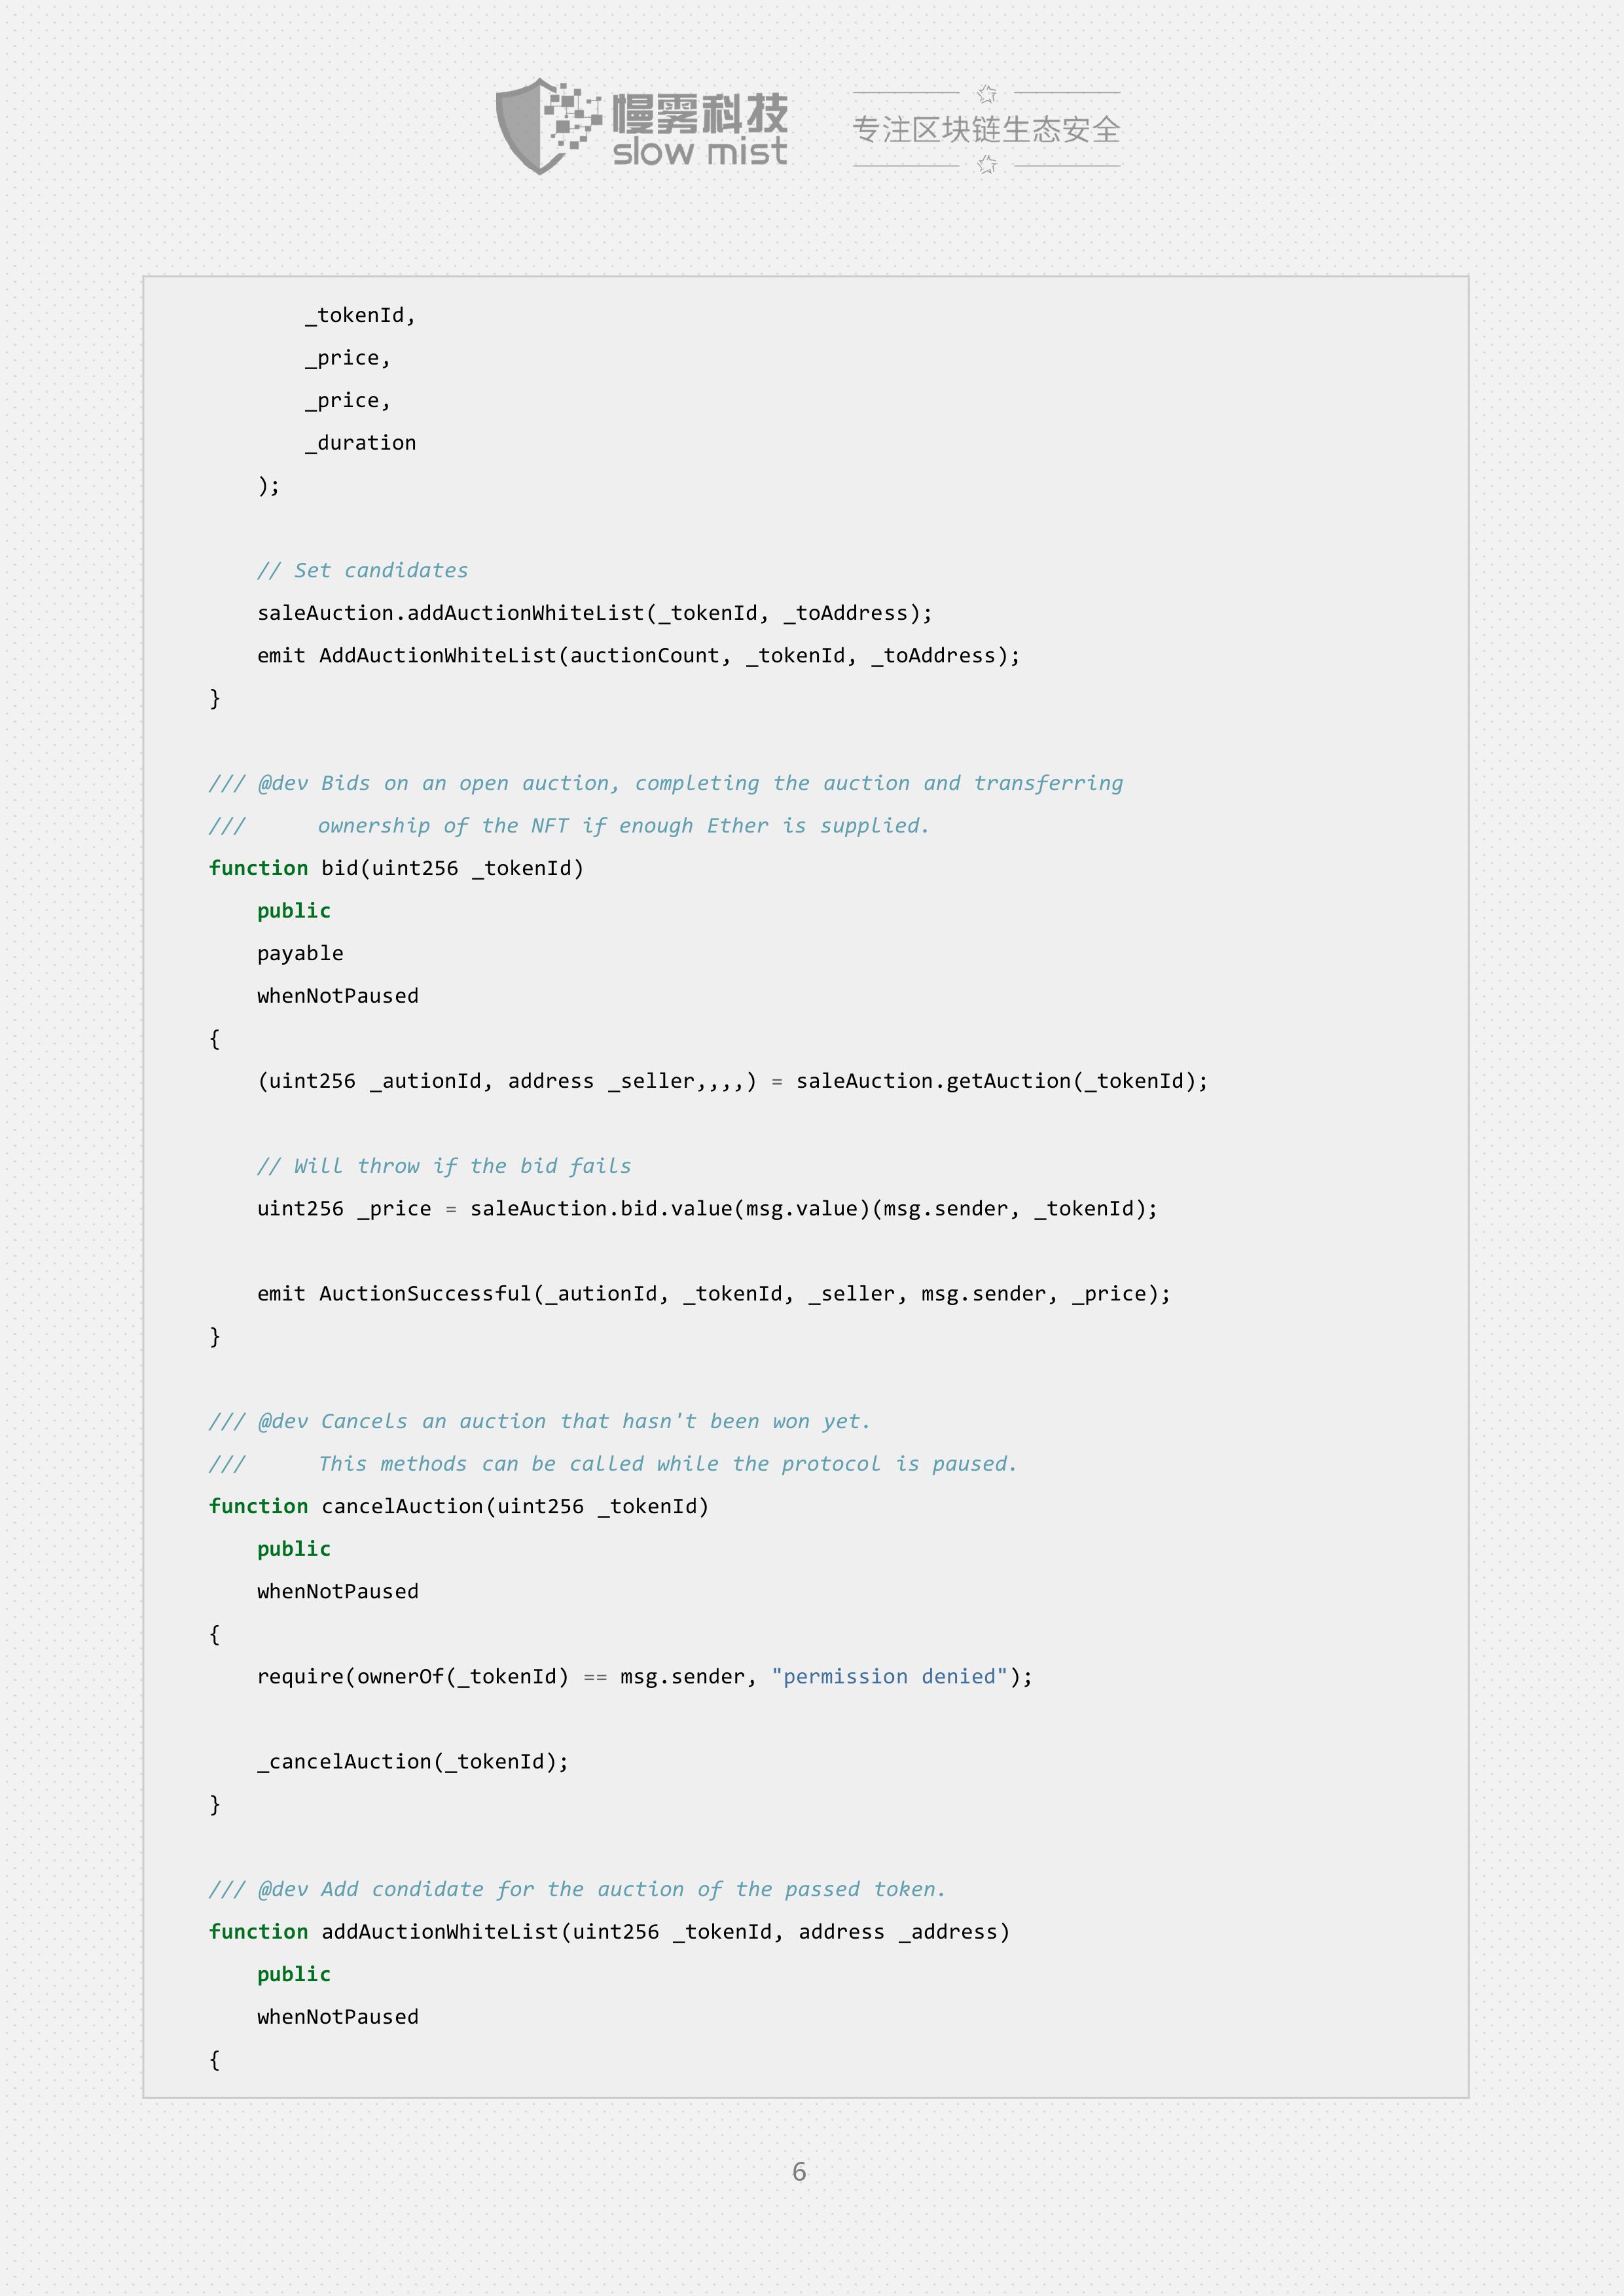 慢雾科技
slow mist
专注区块链生态安全
_tokenId,
_price,
_price,
_duration
);
// Set candidates
saleAuction.addAuctionWhiteList(_tokenId, _toAddress);
emit AddAuctionWhiteList(auctionCount, _tokenId, _toAddress);
}
/// @dev Bids on an open auction, completing the auction and transferring
///      ownership of the NFT if enough Ether is supplied.
function bid(uint256 _tokenId)
public
payable
whenNotPaused
{
(uint256 _autionId, address _seller,,,,) = saleAuction.getAuction(_tokenId);
// Will throw if the bid fails
uint256 _price = saleAuction.bid.value(msg.value)(msg.sender, _tokenId);
emit AuctionSuccessful(_autionId, _tokenId, _seller, msg.sender, _price);
}
/// @dev Cancels an auction that hasn't been won yet.
///      This methods can be called while the protocol is paused.
function cancelAuction(uint256 _tokenId)
public
whenNotPaused
{
require(ownerOf(_tokenId) == msg.sender, "permission denied");
_cancelAuction(_tokenId);
}
/// @dev Add condidate for the auction of the passed token.
function addAuctionWhiteList(uint256 _tokenId, address _address)
public
whenNotPaused
{
6